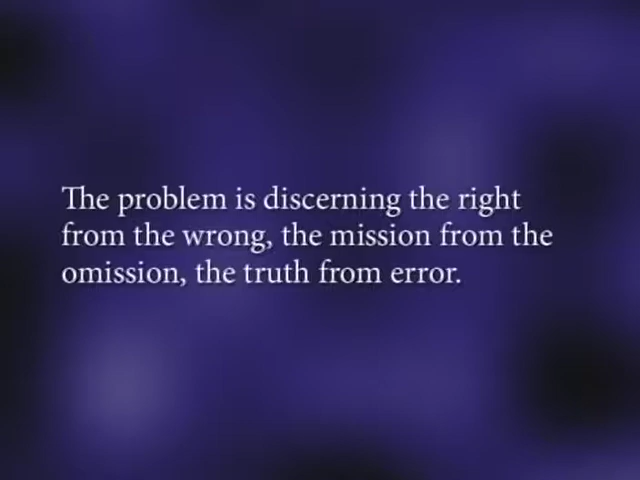 The problem is discerning the right
from the wrong, the mission from the
omission, the truth from error.